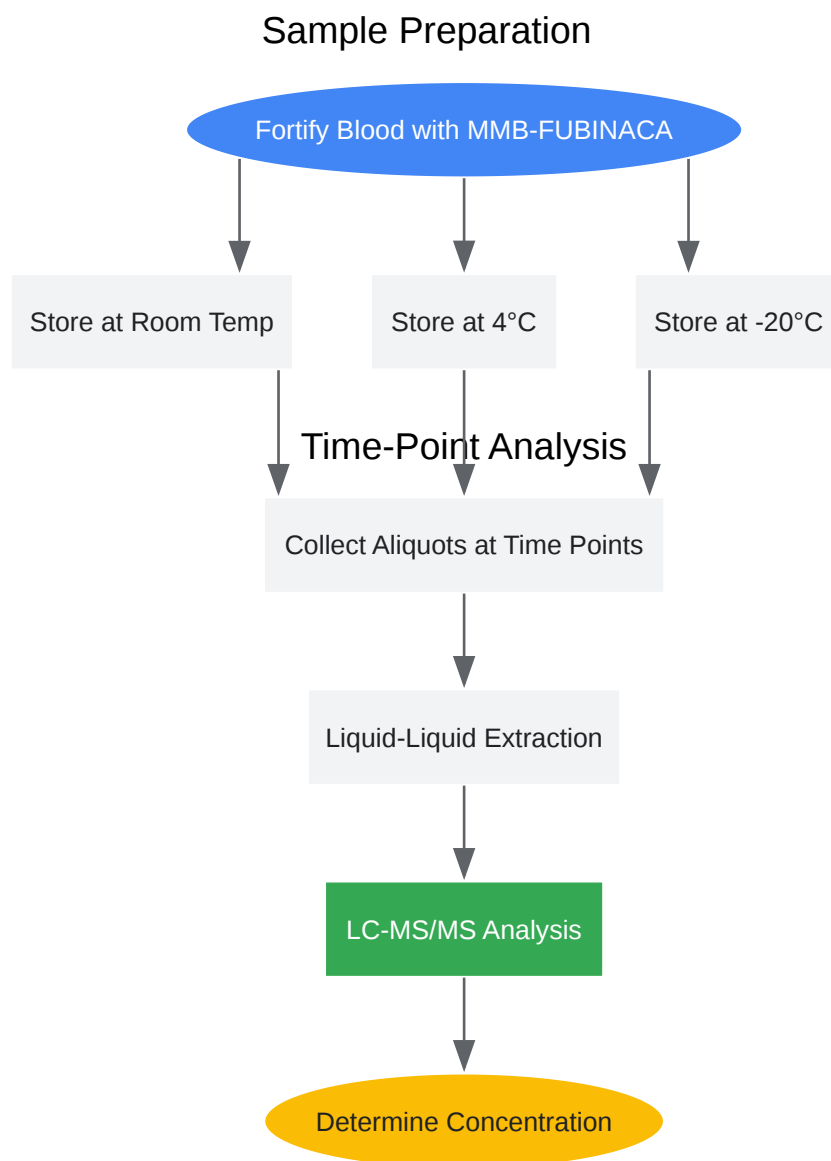 Sample Preparation
Fortify Blood with MMB-FUBINACA
Store at Room Temp
Store at 4°C
Store at -20°C
Time-Point Analysis
Collect Aliquots at Time Points
Liquid-Liquid Extraction
LC-MS/MS Analysis
Determine Concentration